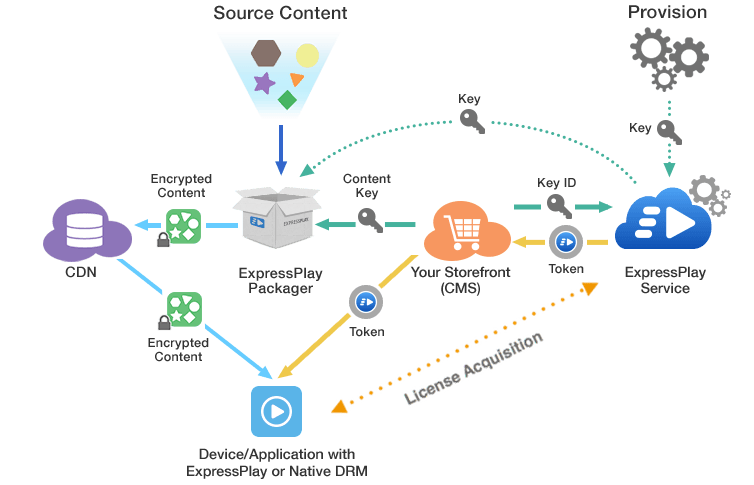 Source Content
Provision
Key
Key
Encrypted
Content
Content
Key
Key ID
EXPRESSPLAY
CDN
ExpressPlay
Packager
Your Storefront
(CMS)
Token
ExpressPlay
Service
Token
Encrypted
Content
License Acquisition
Device/Application with
ExpressPlay or Native DRM